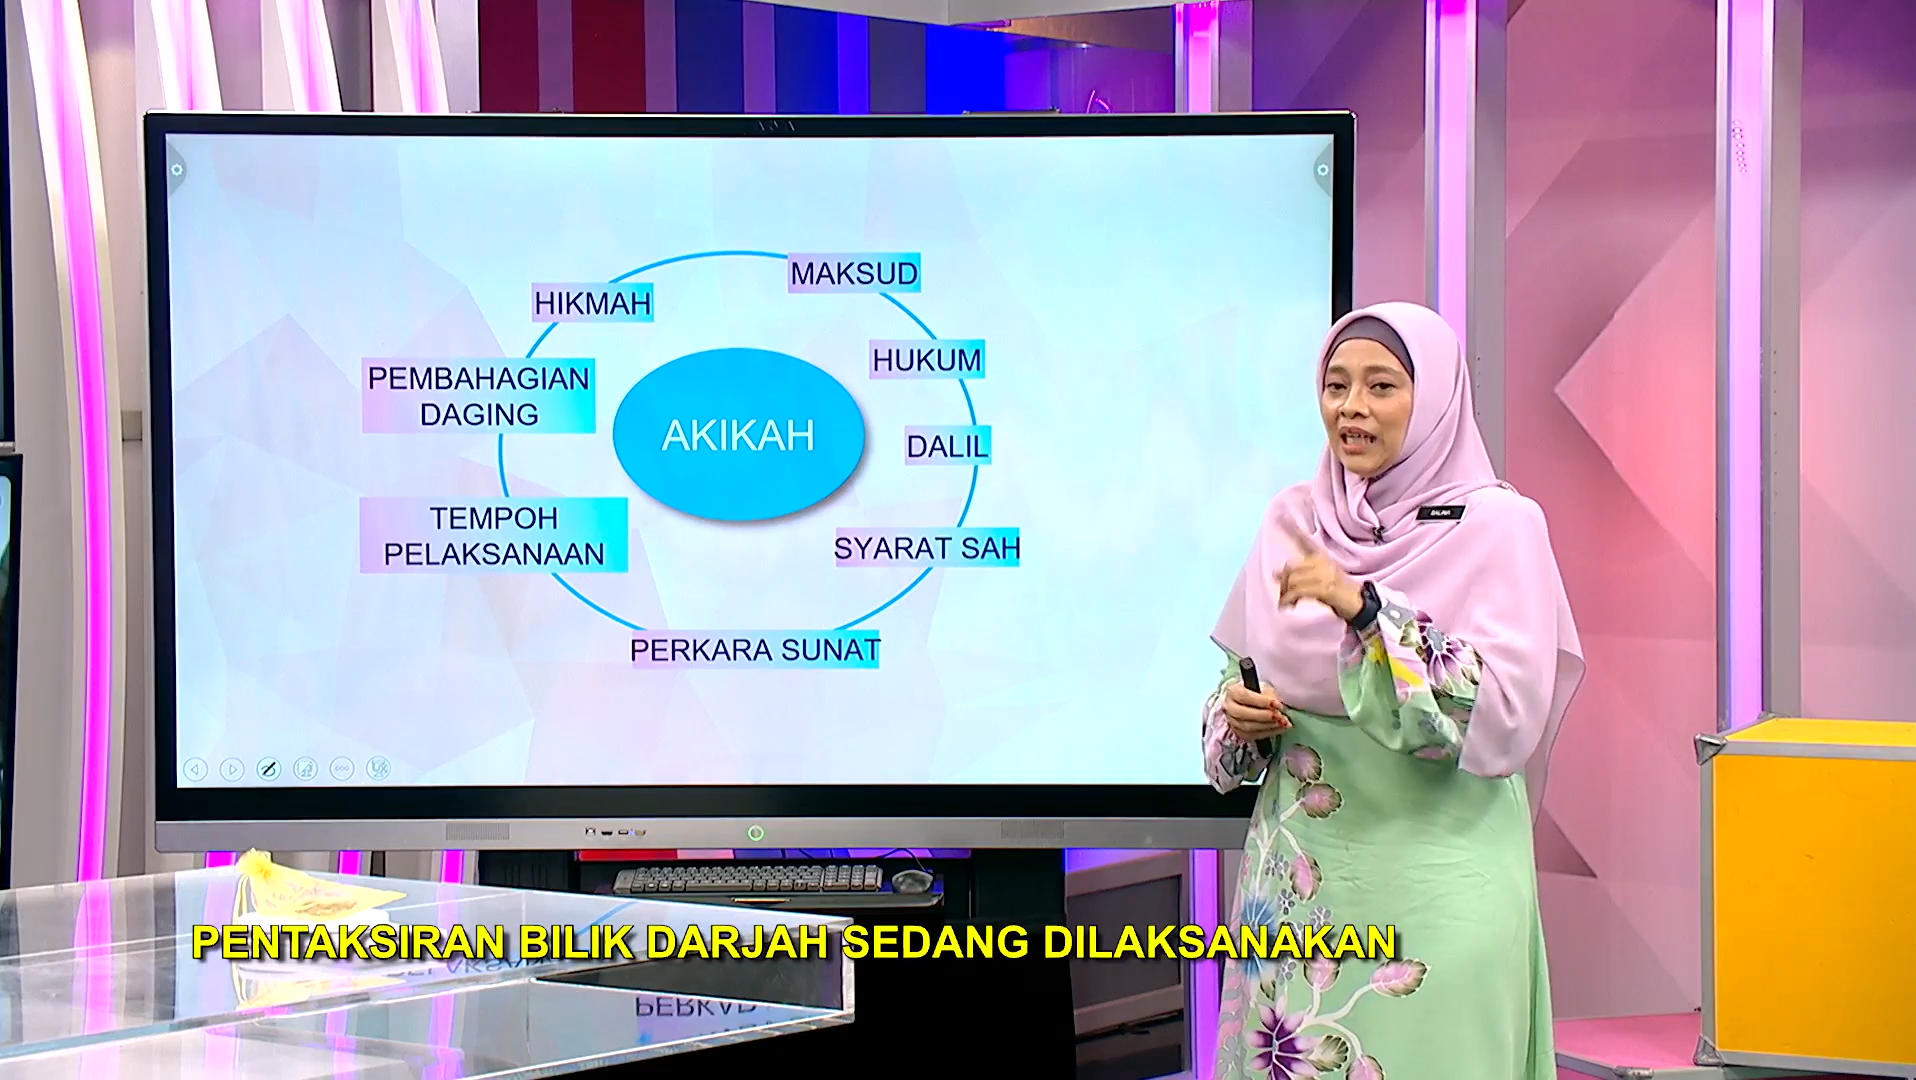 MAKSUD
HIKMAH
HUKUM
PEMBAHAGIAN
DAGING
AKIKAH
DALIL
TEMPOH
PELAKSANAAN
SYARAT SAH
PERKARA SUNAT
PENTAKSIRAN BILIK DARJAH SEDANG DILAKSANAKAN